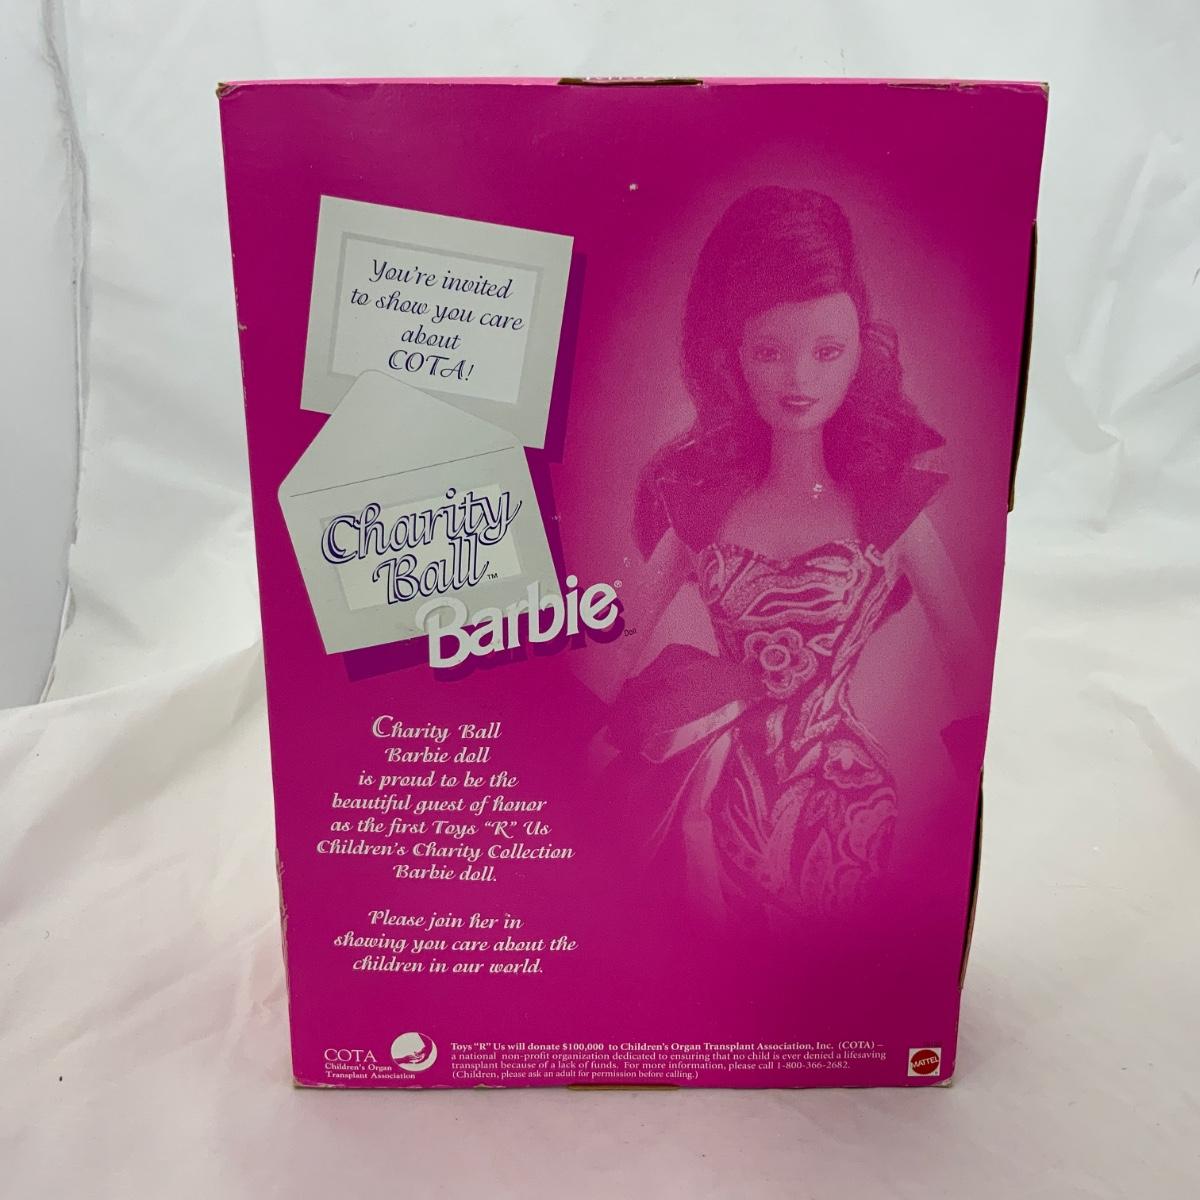 You're invited
to show you care
about
COTA!
Charity
Ball™
Barbie®
Doll
Charity Ball
Barbie doll
is proud to be the
beautiful guest of honor
as the first Toys "R" Us
Children's Charity Collection
Barbie doll.
Please join her in
showing you care about the
children in our world.
COTA
Children's Organ
Transplant Association
Toys "R" Us will donate $100,000 to Children's Organ Transplant Association, Inc. (COTA) –
a national non-profit organization dedicated to ensuring that no child is ever denied a lifesaving
transplant because of a lack of funds. For more information, please call 1-800-366-2682.
(Children, please ask an adult for permission before calling.)
MATTEL